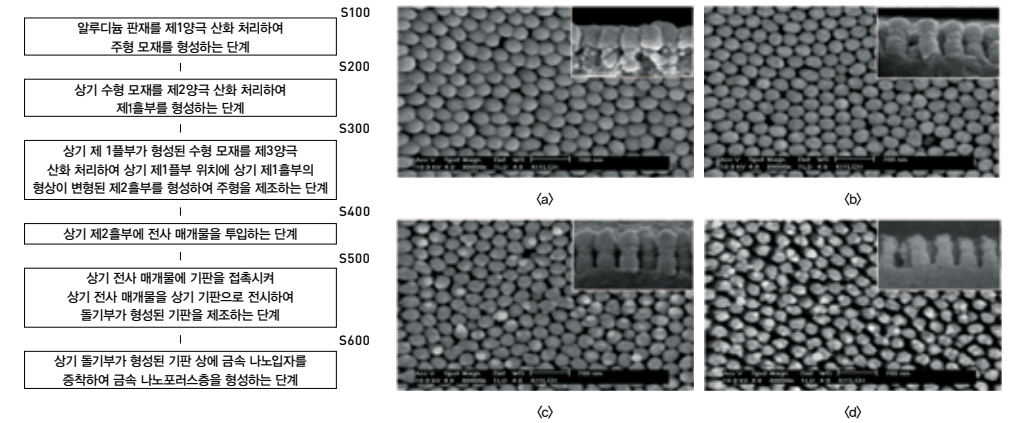 S100
알루디늄 판재를 제1양극 산화 처리하여
주형 모재를 형성하는 단계
S200
상기 수형 모재를 제2양극 산화 처리하여
제1홀부를 형성하는 단계
S300
상기 제 1플부가 형성된 수형 모재를 제3양극
산화 처리하여 상기 제1플부 위치에 상기 제1홀부의
형상이 변형된 제2홀부를 형성하여 주형을 제조하는 단계
S400
상기 제2홀부에 전사 매개물을 투입하는 단계
S500
상기 전사 매개물에 기판을 접촉시켜
상기 전사 매개물을 상기 기판으로 전시하여
돌기부가 형성된 기판을 제조하는 단계
S600
상기 돌기부가 형성된 기판 상에 금속 나노입자를
증착하여 금속 나노포러스층을 형성하는 단계
〈a〉
〈b〉
〈c〉
〈d〉